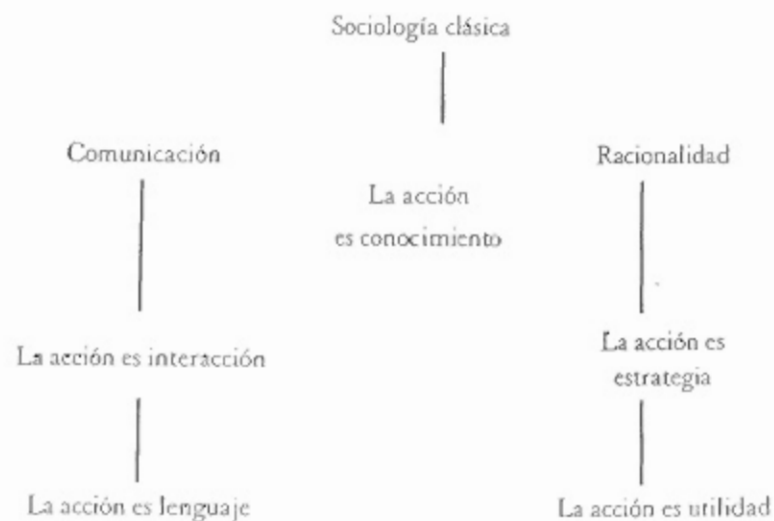 Sociología clásica
Comunicación
Racionalidad
La acción
es conocimiento
La acción es interacción
La acción es
estrategia
La acción es lenguaje
La acción es utilidad